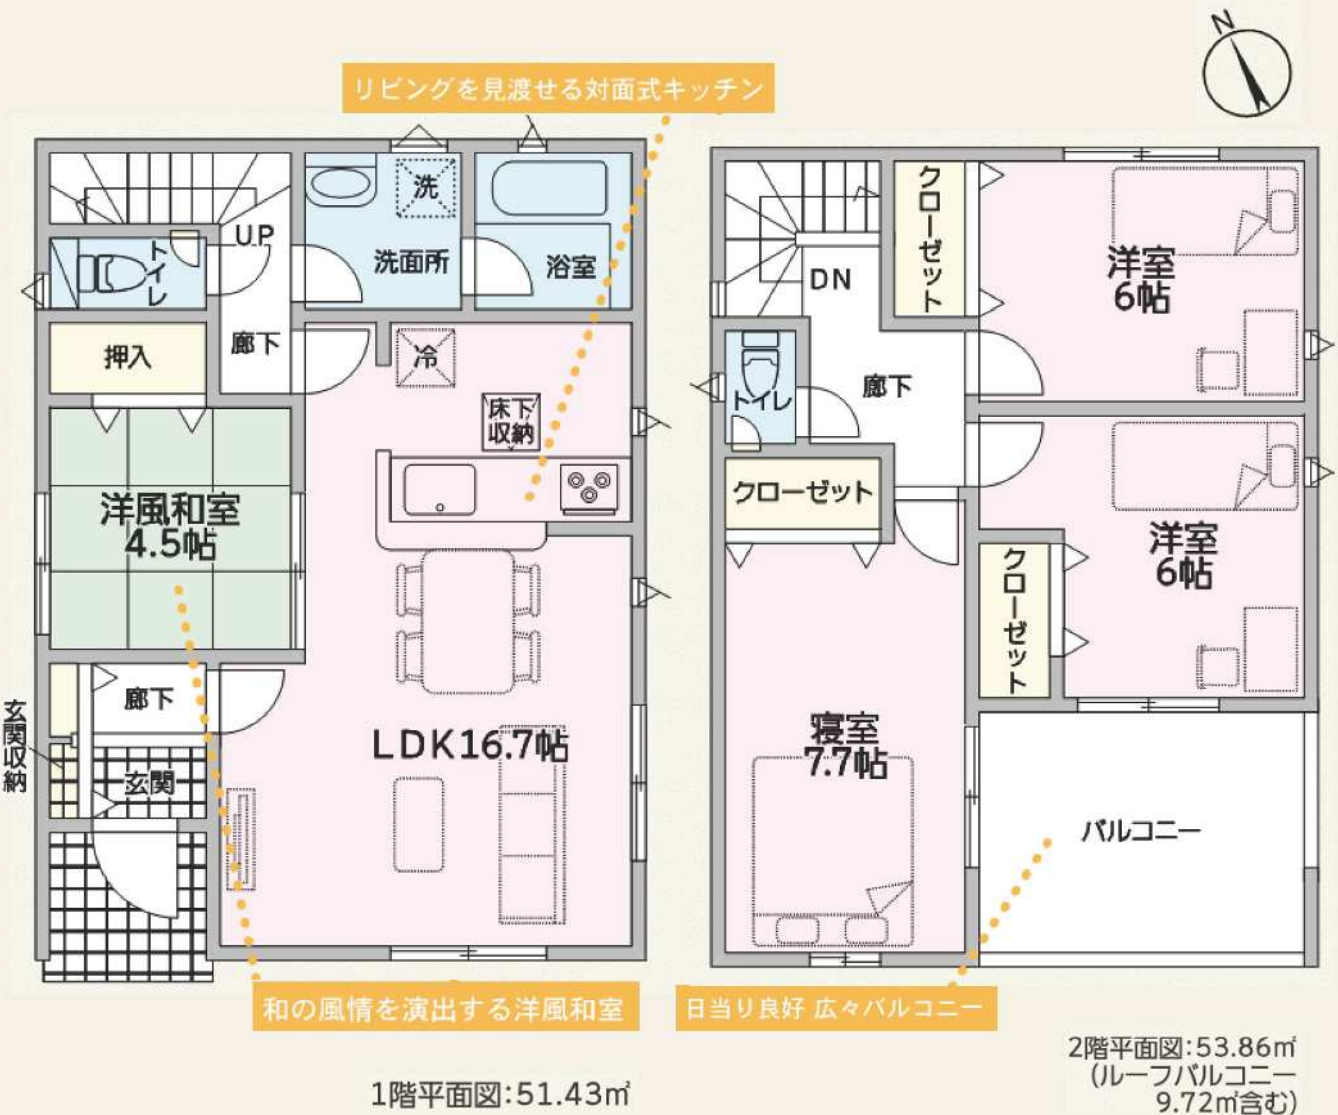 N
リビングを見渡せる対面式キッチン
洗
洗面所
浴室
UP
トイレ
廊下
押入
冷
床下
収納
洋風和室
4.5帖
廊下
玄関収納
玄関
LDK16.7帖
和の風情を演出する洋風和室
1階平面図:51.43㎡
クローゼット
洋室
6帖
DN
廊下
トイレ
クローゼット
洋室
6帖
クローゼット
寝室
7.7帖
バルコニー
日当り良好 広々バルコニー
2階平面図:53.86㎡
(ルーフバルコニー
9.72㎡含む)